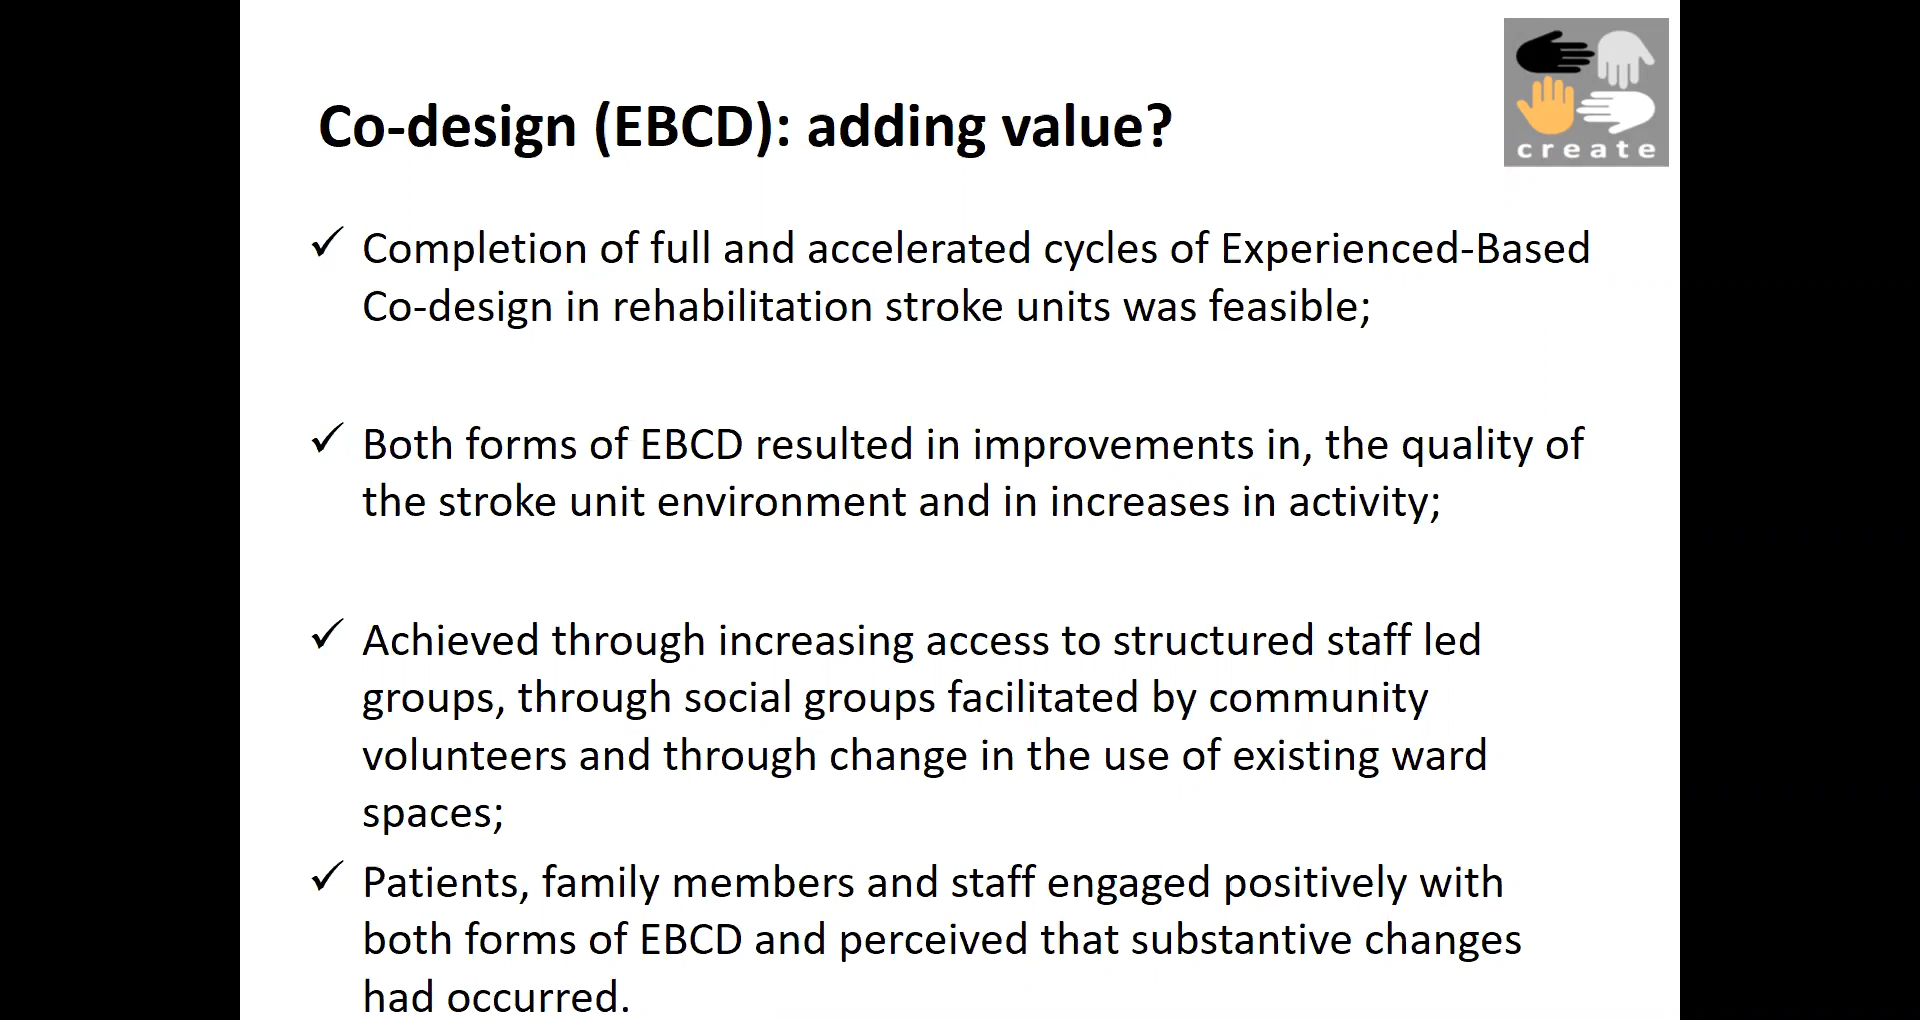 Co-design (EBCD): adding value?
create
✓ Completion of full and accelerated cycles of Experienced-Based
Co-design in rehabilitation stroke units was feasible;
✓ Both forms of EBCD resulted in improvements in, the quality of
the stroke unit environment and in increases in activity;
✓ Achieved through increasing access to structured staff led
groups, through social groups facilitated by community
volunteers and through change in the use of existing ward
spaces;
✓ Patients, family members and staff engaged positively with
both forms of EBCD and perceived that substantive changes
had occurred.